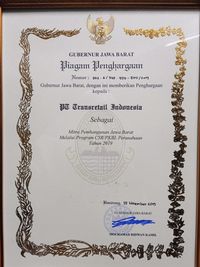 GUBERNUR JAWA BARAT
Piagam Penghargaan
Nomor :
Gubernur Jawa Barat, dengan ini memberikan Penghargaan
kepada :
PT Transretail Indonesia
Sebagai
Mitra Pembangunan Jawa Barat
Melalui Program CSR/PKBL Perusahaan
Tahun 2019
Bandung,
GUBERNUR JAWA BARAT
MOCHAMAD RIDWAN KAMIL